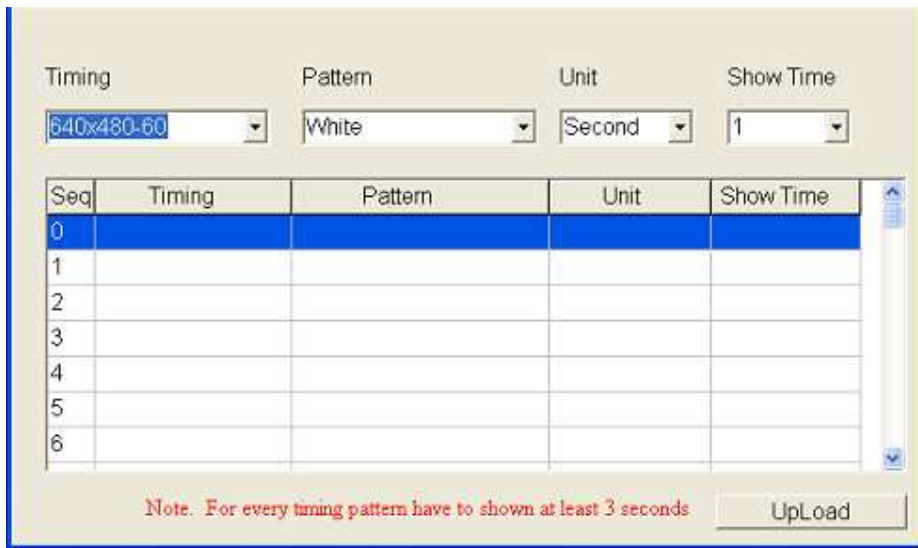 Timing Pattern Unit Show Time
640x480-60 White Second 1
Seq Timing Pattern Unit Show Time
0
1
2
3
4
5
6
Note. For every timing pattern have to shown at least 3 seconds UpLoad